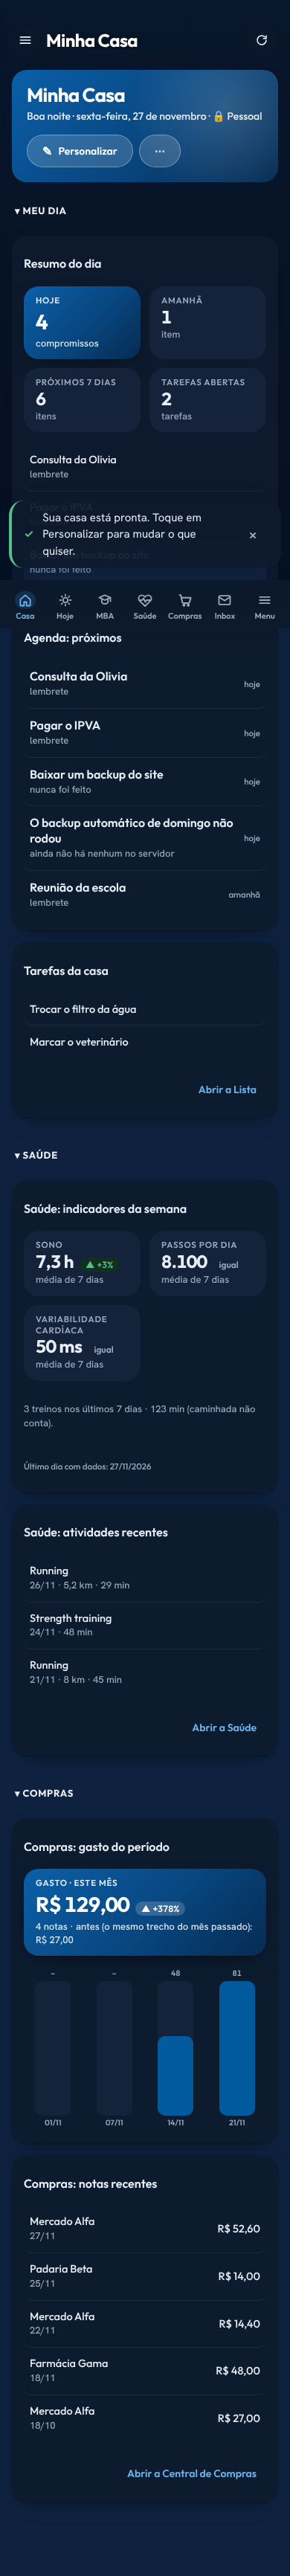 Minha Casa
Minha Casa
Boa noite · sexta-feira, 27 de novembro · 🔒 Pessoal
✎ Personalizar
···
▾ MEU DIA
Resumo do dia
HOJE
4
compromissos
AMANHÃ
1
item
PRÓXIMOS 7 DIAS
6
itens
TAREFAS ABERTAS
2
tarefas
Consulta da Olivia
lembrete
Pagar o IPVA
Sua casa está pronta. Toque em
Personalizar para mudar o que
quiser.
×
backup do site
nunca foi feito
Casa
Hoje
MBA
Saúde
Compras
Inbox
Menu
Agenda: próximos
Consulta da Olivia
lembrete
hoje
Pagar o IPVA
lembrete
hoje
Baixar um backup do site
nunca foi feito
hoje
O backup automático de domingo não
rodou
ainda não há nenhum no servidor
hoje
Reunião da escola
lembrete
amanhã
Tarefas da casa
Trocar o filtro da água
Marcar o veterinário
Abrir a Lista
▾ SAÚDE
Saúde: indicadores da semana
SONO
7,3 h ▲ +3%
média de 7 dias
PASSOS POR DIA
8.100 igual
média de 7 dias
VARIABILIDADE
CARDÍACA
50 ms igual
média de 7 dias
3 treinos nos últimos 7 dias · 123 min (caminhada não
conta).
Último dia com dados: 27/11/2026
Saúde: atividades recentes
Running
26/11 · 5,2 km · 29 min
Strength training
24/11 · 48 min
Running
21/11 · 8 km · 45 min
Abrir a Saúde
▾ COMPRAS
Compras: gasto do período
GASTO · ESTE MÊS
R$ 129,00 ▲ +378%
4 notas · antes (o mesmo trecho do mês passado):
R$ 27,00
– – 48 81
01/11 07/11 14/11 21/11
Compras: notas recentes
Mercado Alfa
27/11
R$ 52,60
Padaria Beta
25/11
R$ 14,00
Mercado Alfa
22/11
R$ 14,40
Farmácia Gama
18/11
R$ 48,00
Mercado Alfa
18/10
R$ 27,00
Abrir a Central de Compras